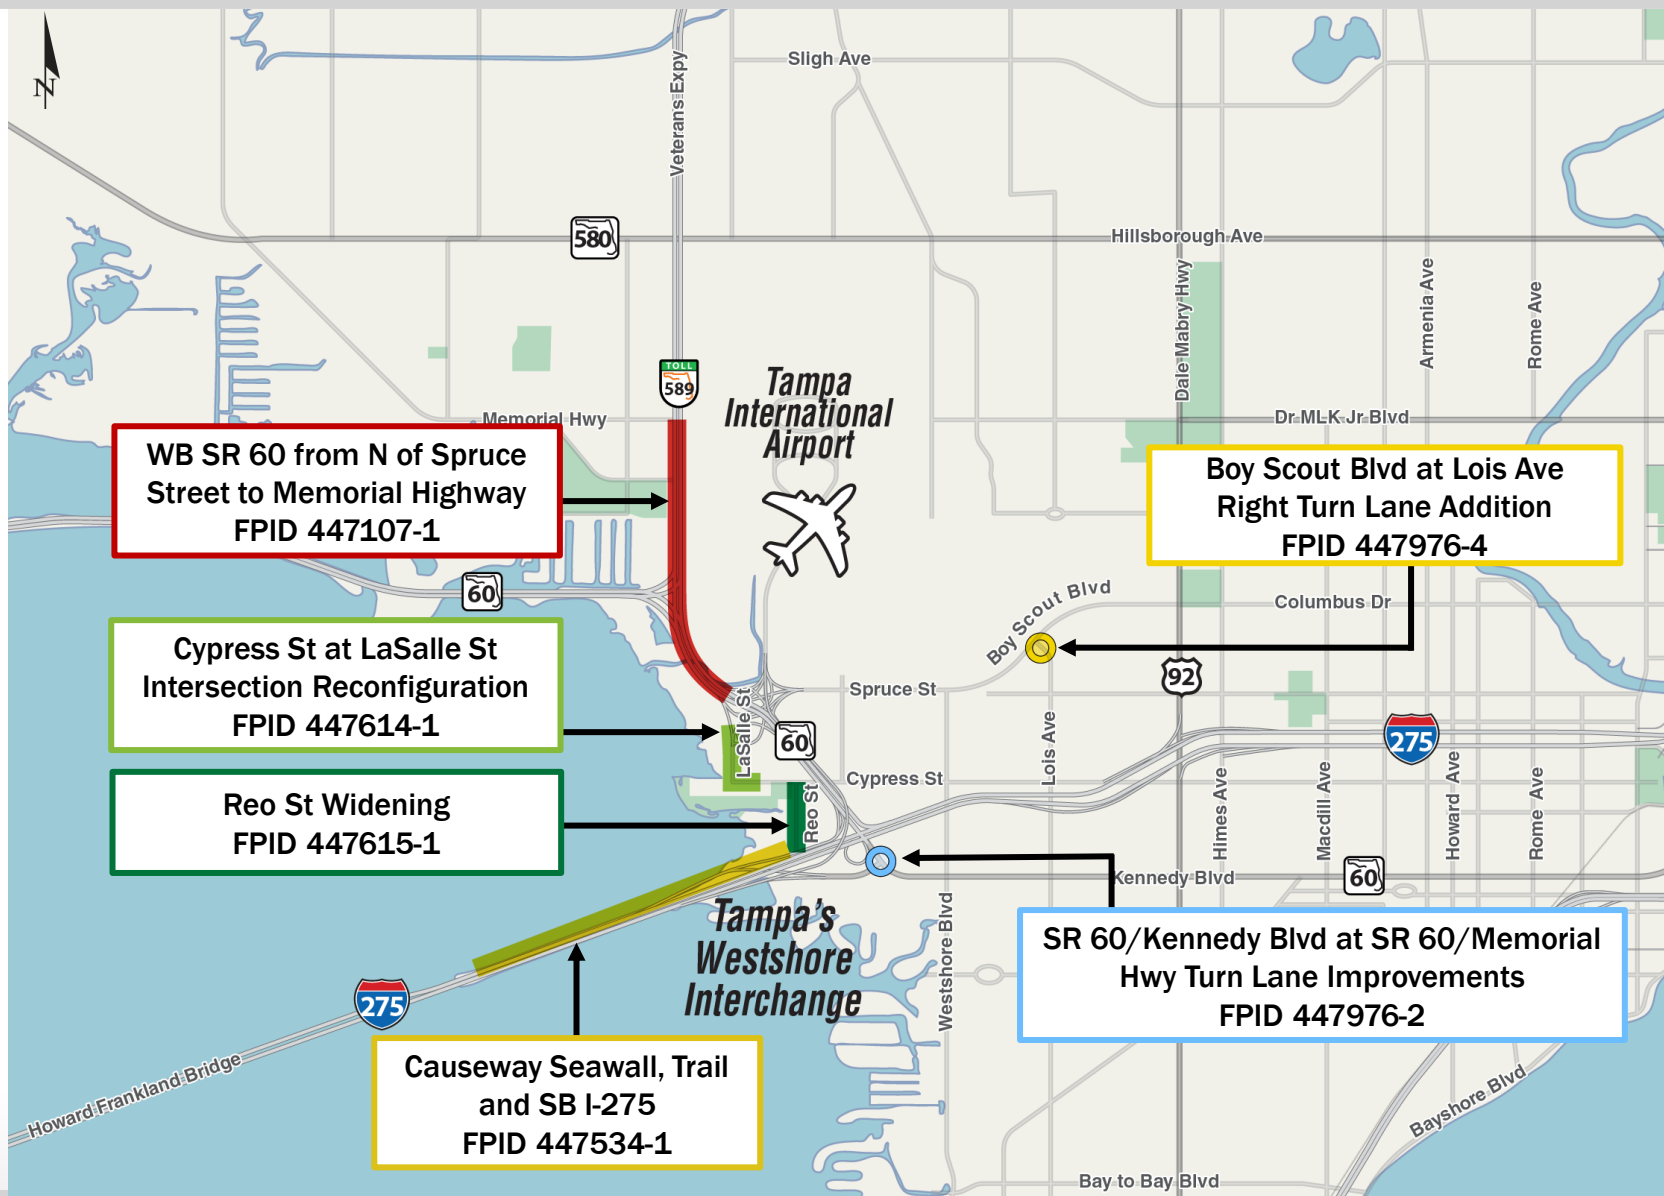 N
Sligh Ave
Veterans Expy
580
Hillsborough Ave
Dale Mabry Hwy
Armenia Ave
Rome Ave
TOLL
589
Tampa
International
Airport
Memorial Hwy
Dr MLK Jr Blvd
WB SR 60 from N of Spruce
Street to Memorial Highway
FPID 447107-1
Boy Scout Blvd at Lois Ave
Right Turn Lane Addition
FPID 447976-4
60
Boy Scout Blvd
Columbus Dr
Cypress St at LaSalle St
Intersection Reconfiguration
FPID 447614-1
92
Spruce St
LaSalle St
60
Lois Ave
275
Cypress St
Reo St Widening
FPID 447615-1
Reo St
Himes Ave
Macdill Ave
Howard Ave
Rome Ave
Kennedy Blvd
60
Tampa's
Westshore
Interchange
Westshore Blvd
SR 60/Kennedy Blvd at SR 60/Memorial
Hwy Turn Lane Improvements
FPID 447976-2
275
Howard Frankland Bridge
Causeway Seawall, Trail
and SB I-275
FPID 447534-1
Bayshore Blvd
Bay to Bay Blvd